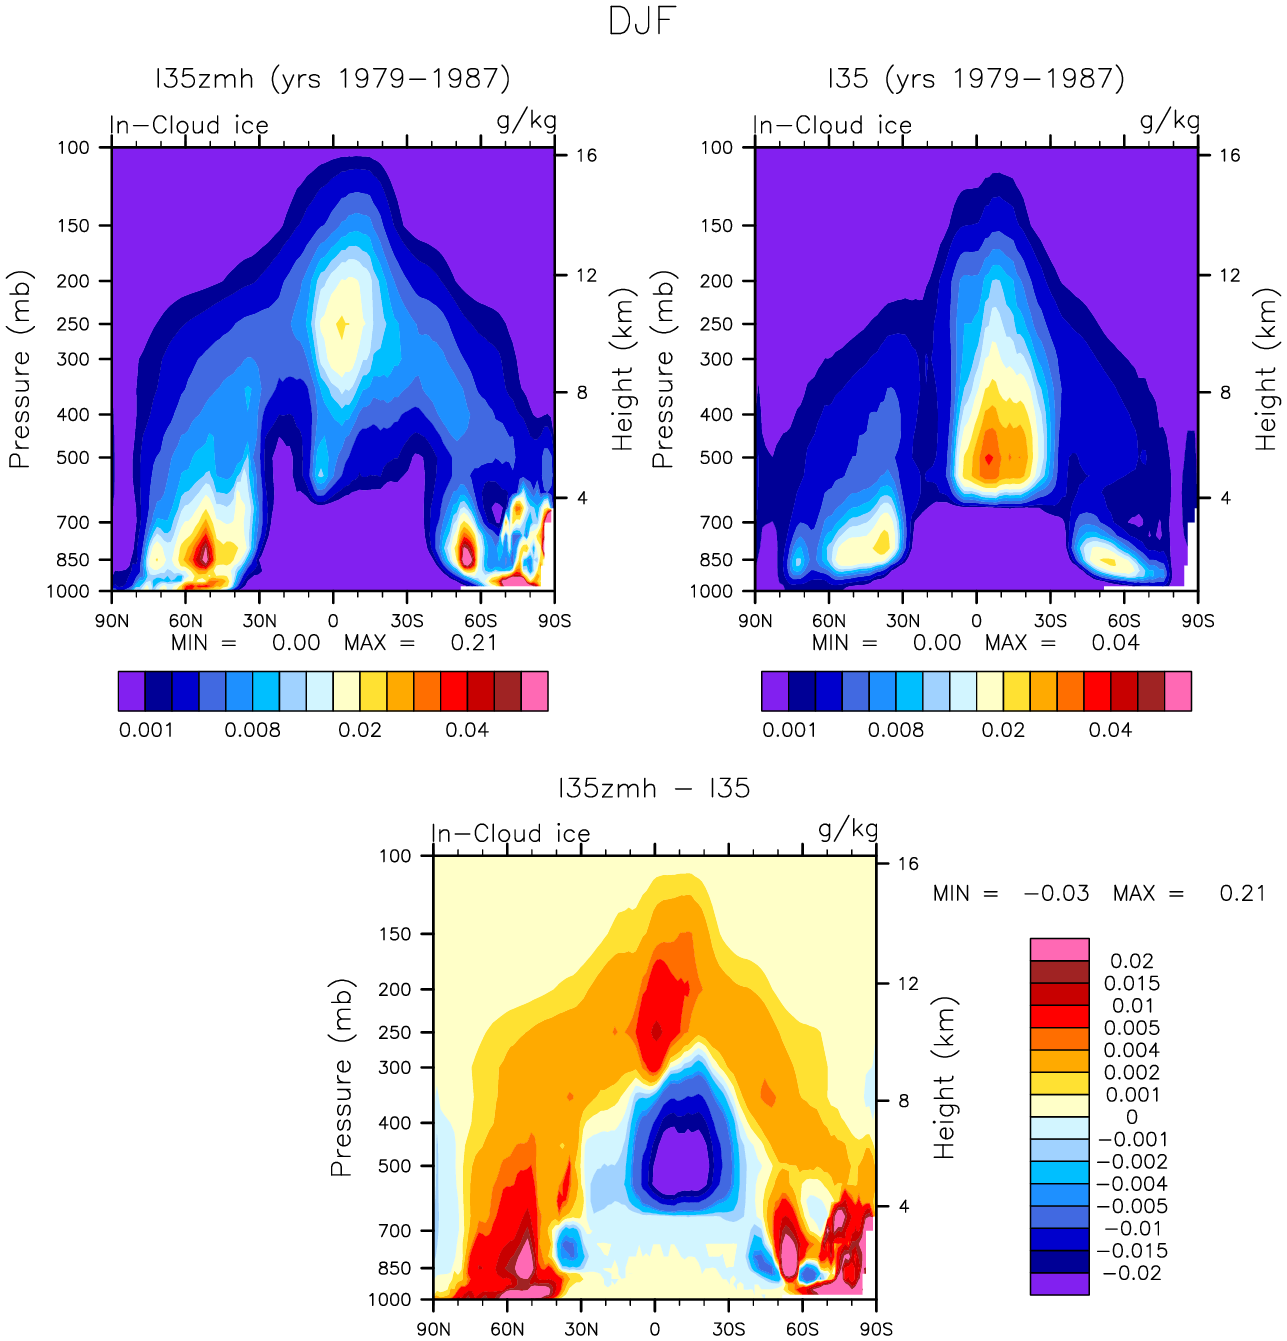 DJF
I35zmh (yrs 1979−1987)
In−Cloud ice g/kg
100
150
200
250
300
400
500
700
850
1000
Pressure (mb)
16
12
8
4
Height (km)
90N 60N 30N 0 30S 60S 90S
MIN = 0.00 MAX = 0.21
0.001 0.008 0.02 0.04
I35 (yrs 1979−1987)
In−Cloud ice g/kg
100
150
200
250
300
400
500
700
850
1000
Pressure (mb)
16
12
8
4
Height (km)
90N 60N 30N 0 30S 60S 90S
MIN = 0.00 MAX = 0.04
0.001 0.008 0.02 0.04
I35zmh − I35
In−Cloud ice g/kg
100
150
200
250
300
400
500
700
850
1000
Pressure (mb)
16
12
8
4
Height (km)
90N 60N 30N 0 30S 60S 90S
MIN = −0.03 MAX = 0.21
0.02
0.015
0.01
0.005
0.004
0.002
0.001
0
−0.001
−0.002
−0.004
−0.005
−0.01
−0.015
−0.02